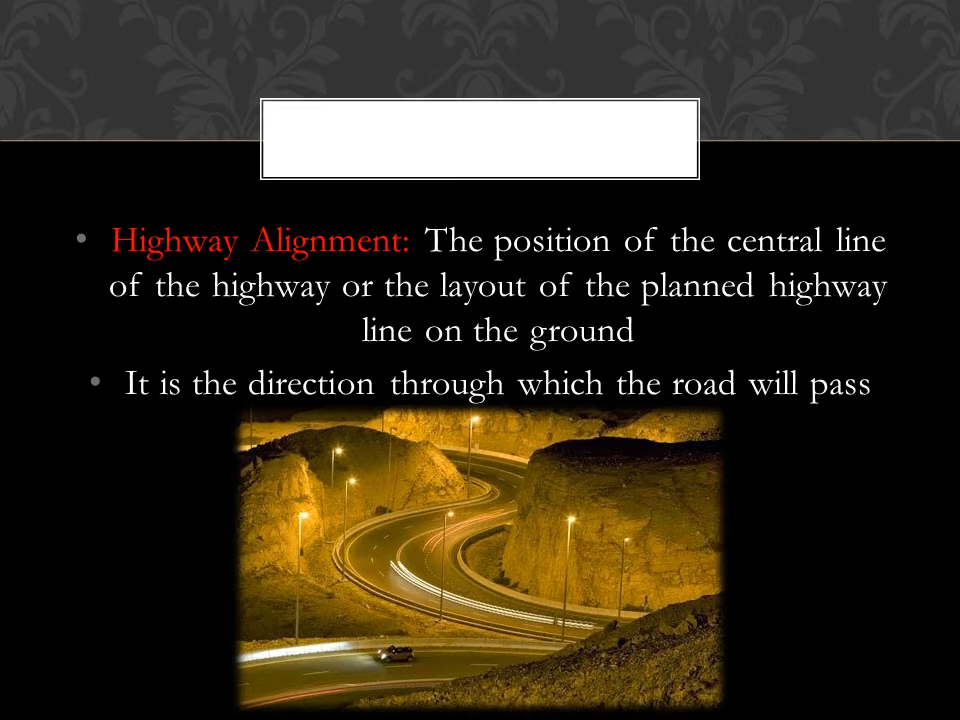 • Highway Alignment: The position of the central line
of the highway or the layout of the planned highway
line on the ground
• It is the direction through which the road will pass